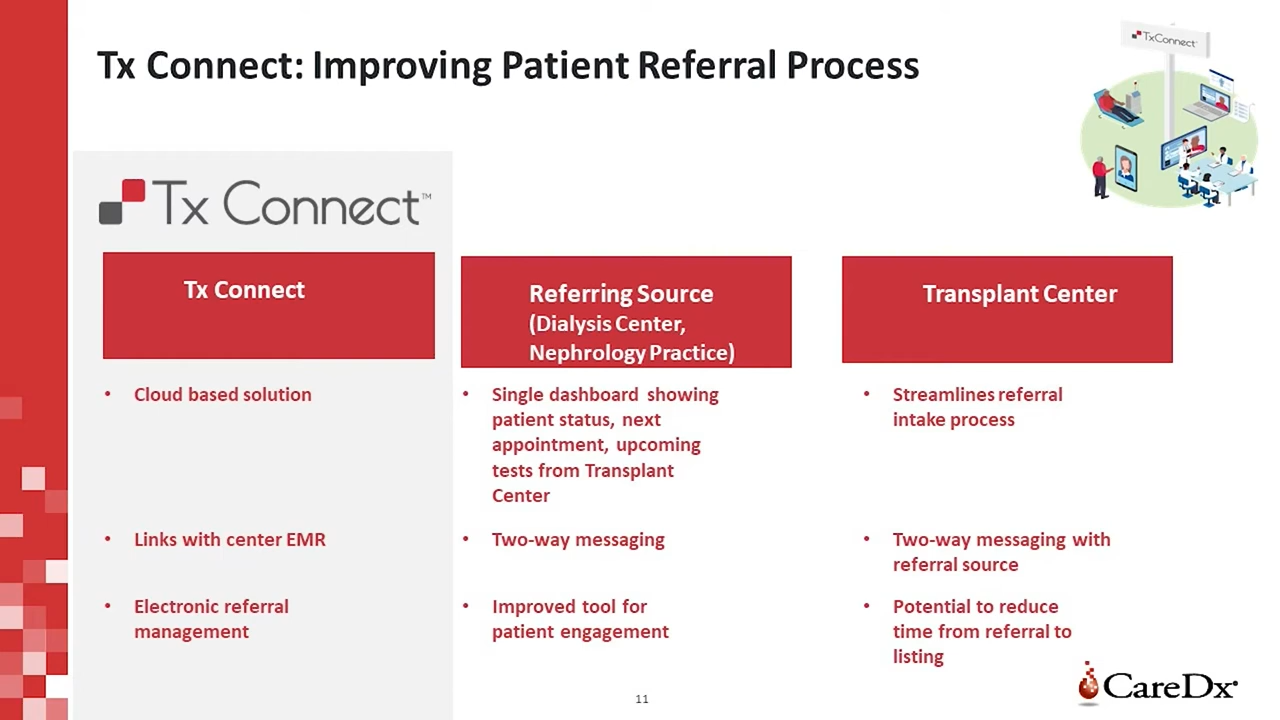 Tx Connect: Improving Patient Referral Process
TxConnect
Tx Connect™
Tx Connect
Referring Source
(Dialysis Center,
Nephrology Practice)
Transplant Center
• Cloud based solution
• Single dashboard showing
patient status, next
appointment, upcoming
tests from Transplant
Center
• Streamlines referral
intake process
• Links with center EMR
• Two-way messaging
• Two-way messaging with
referral source
• Electronic referral
management
• Improved tool for
patient engagement
• Potential to reduce
time from referral to
listing
CareDx
11